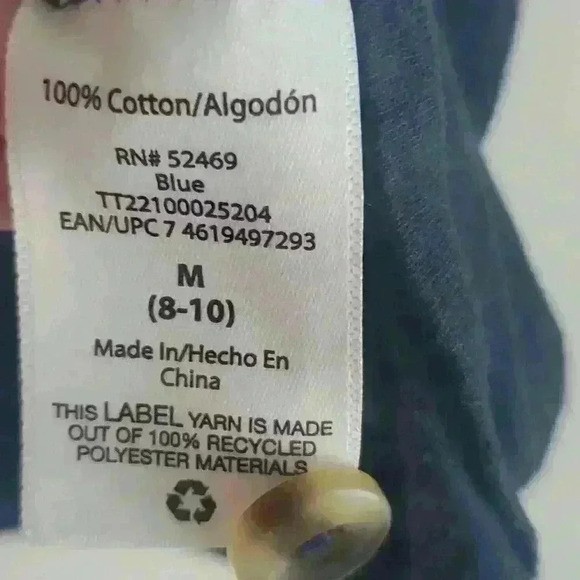 100% Cotton/Algodón
RN# 52469
Blue
TT22100025204
EAN/UPC 7 4619497293
M
(8-10)
Made In/Hecho En
China
THIS LABEL YARN IS MADE
OUT OF 100% RECYCLED
POLYESTER MATERIALS